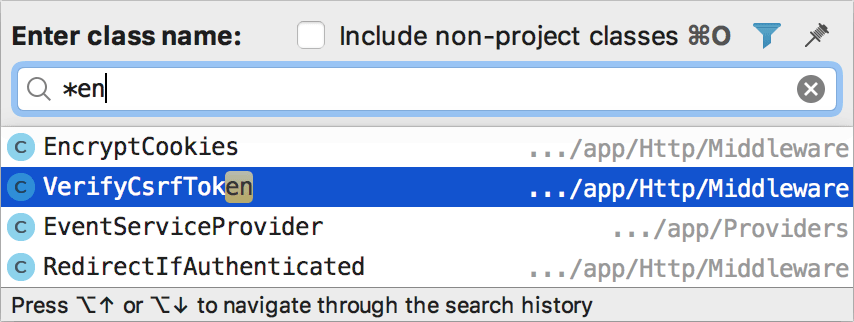 Enter class name: Include non-project classes ⌘O
*en
C EncryptCookies .../app/Http/Middleware
C VerifyCsrfToken .../app/Http/Middleware
C EventServiceProvider .../app/Providers
C RedirectIfAuthenticated .../app/Http/Middleware
Press ⌥↑ or ⌥↓ to navigate through the search history